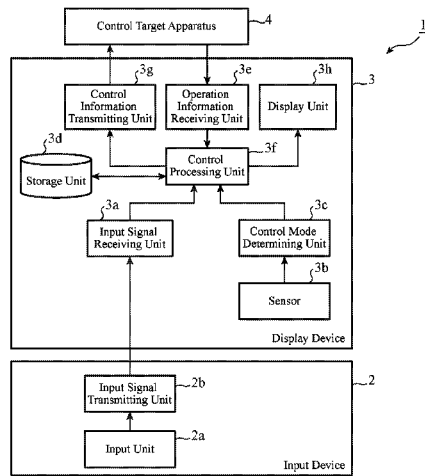 Control Target Apparatus
4
1
3g
3e
3h
3
Control
Information
Transmitting Unit
Operation
Information
Receiving Unit
Display Unit
3d
3f
Storage Unit
Control
Processing Unit
3a
3c
Input Signal
Receiving Unit
Control Mode
Determining Unit
3b
Sensor
Display Device
2
Input Signal
Transmitting Unit
2b
Input Unit
2a
Input Device